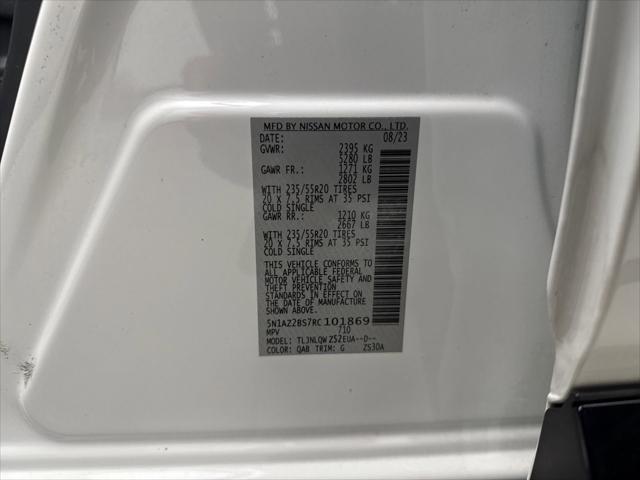 MFD BY NISSAN MOTOR CO., LTD.
DATE: 08/23
GVWR: 2395 KG
5280 LB
GAWR FR.: 1271 KG
2802 LB
WITH 235/55R20 TIRES
20 X 7.5 RIMS AT 35 PSI
COLD SINGLE
GAWR RR.: 1210 KG
2667 LB
WITH 235/55R20 TIRES
20 X 7.5 RIMS AT 35 PSI
COLD SINGLE
THIS VEHICLE CONFORMS TO
ALL APPLICABLE FEDERAL
MOTOR VEHICLE SAFETY AND
THEFT PREVENTION
STANDARDS IN EFFECT ON
THE DATE OF MANUFACTURE
SHOWN ABOVE.
5N1AZ2BS7RC101869
MPV 710
MODEL: TLJNLQWZS2EUA--D--
COLOR: QAB TRIM: G ZS30A